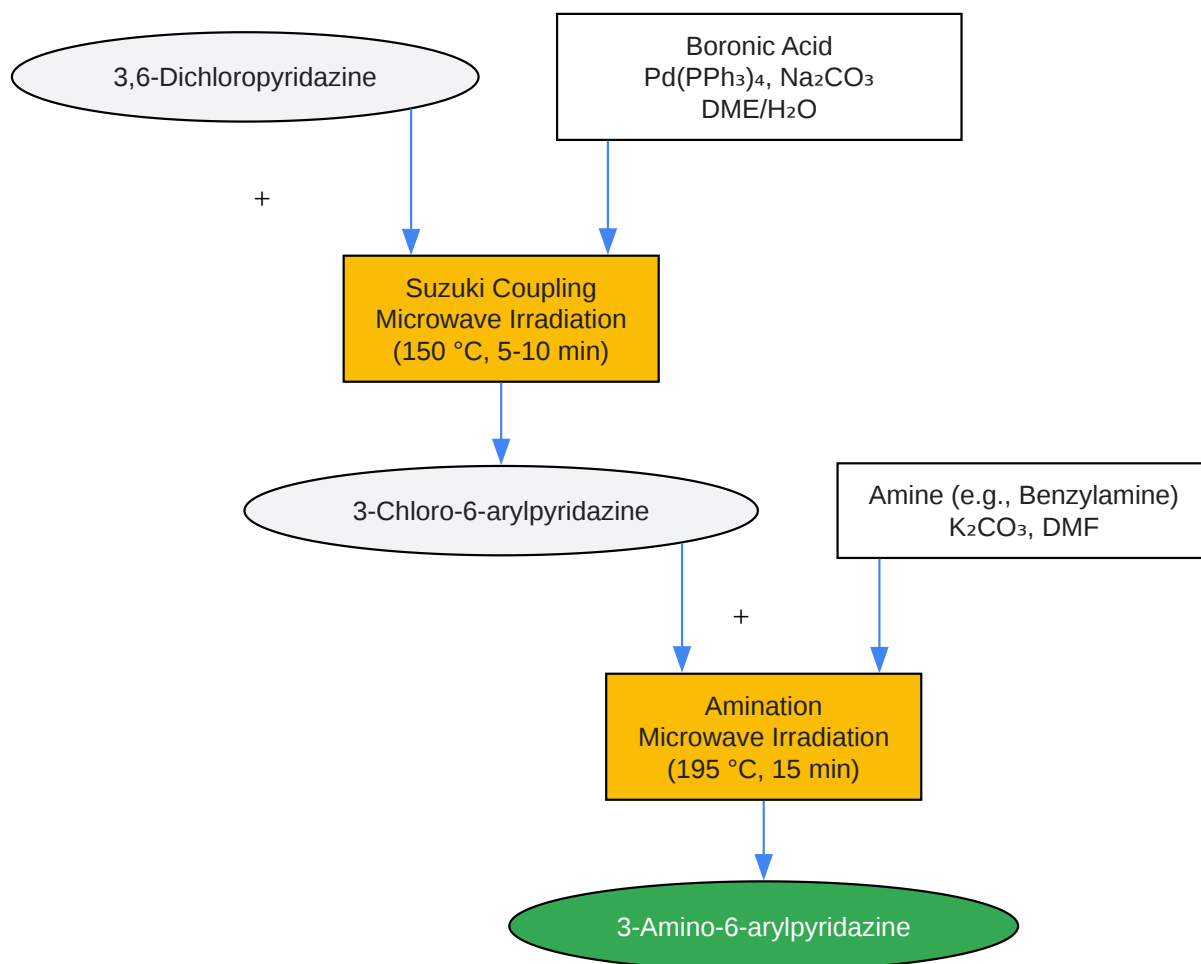 3,6-Dichloropyridazine
Boronic Acid
Pd(PPh₃)₄, Na₂CO₃
DME/H₂O
+
Suzuki Coupling
Microwave Irradiation
(150 °C, 5-10 min)
3-Chloro-6-arylpyridazine
Amine (e.g., Benzylamine)
K₂CO₃, DMF
+
Amination
Microwave Irradiation
(195 °C, 15 min)
3-Amino-6-arylpyridazine